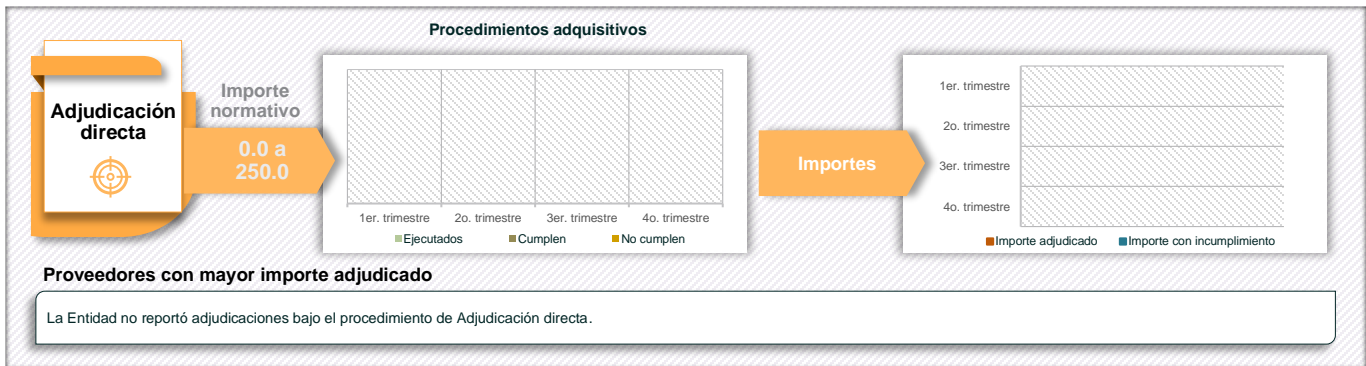 Procedimientos adquisitivos
Adjudicación
directa
Importe
normativo
0.0 a
250.0
1er. trimestre
2o. trimestre
3er. trimestre
4o. trimestre
Ejecutados
Cumplen
No cumplen
Importes
1er. trimestre
2o. trimestre
3er. trimestre
4o. trimestre
Importe adjudicado
Importe con incumplimiento
Proveedores con mayor importe adjudicado
La Entidad no reportó adjudicaciones bajo el procedimiento de Adjudicación directa.